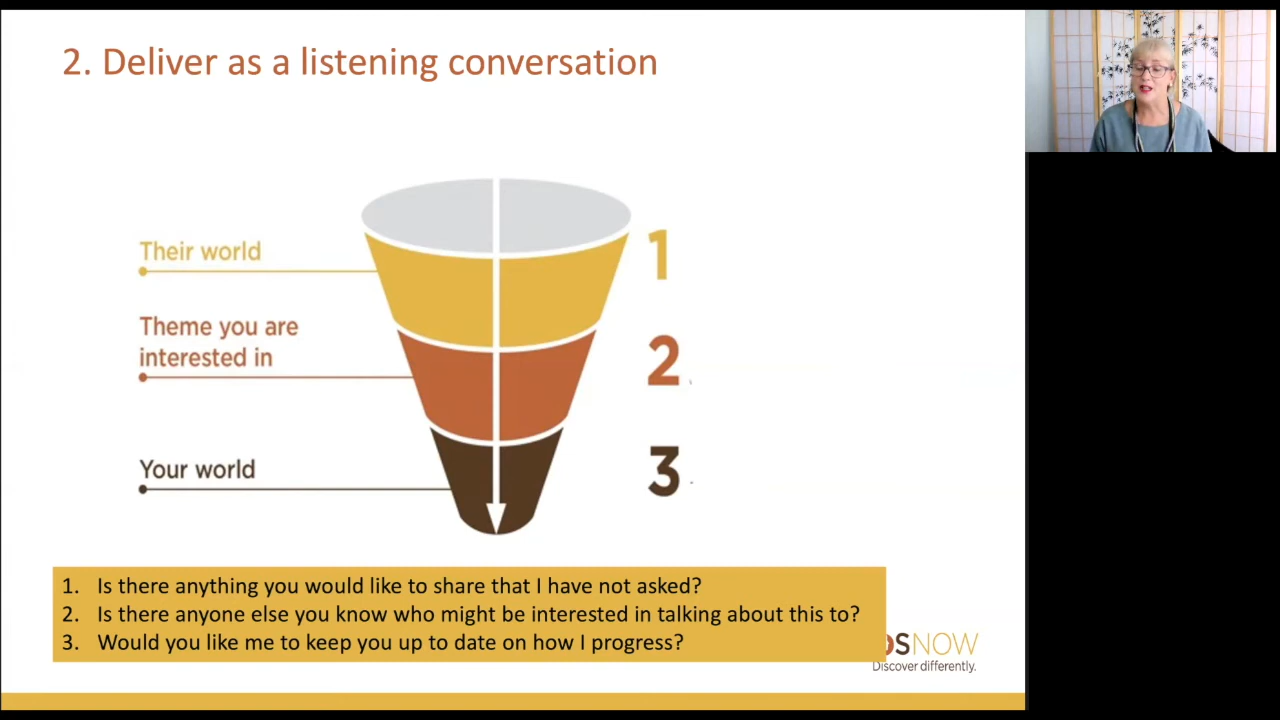 2. Deliver as a listening conversation
Their world
1
Theme you are
interested in
2
Your world
3
1. Is there anything you would like to share that I have not asked?
2. Is there anyone else you know who might be interested in talking about this to?
3. Would you like me to keep you up to date on how I progress?
SNOW
Discover differently.